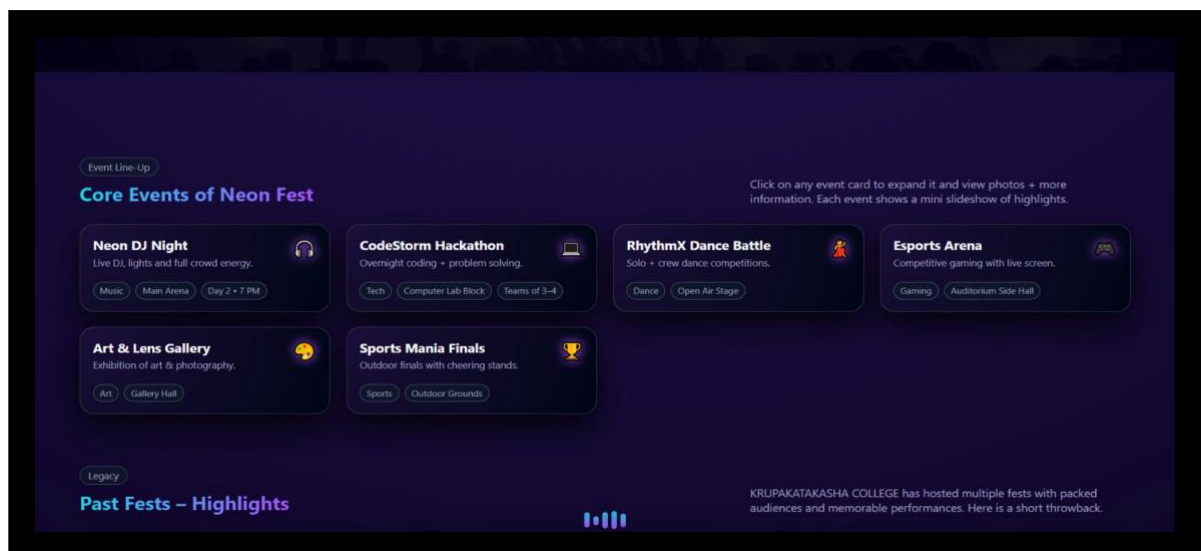 Event Line-Up
Core Events of Neon Fest
Click on any event card to expand it and view photos + more
information. Each event shows a mini slideshow of highlights.
Neon DJ Night
Live DJ, lights and full crowd energy.
Music Main Arena Day 2 • 7 PM
CodeStorm Hackathon
Overnight coding + problem solving.
Tech Computer Lab Block Teams of 3–4
RhythmX Dance Battle
Solo + crew dance competitions.
Dance Open Air Stage
Esports Arena
Competitive gaming with live screen.
Gaming Auditorium Side Hall
Art & Lens Gallery
Exhibition of art & photography.
Art Gallery Hall
Sports Mania Finals
Outdoor finals with cheering stands.
Sports Outdoor Grounds
Legacy
Past Fests – Highlights
KRUPAKATAKASHA COLLEGE has hosted multiple fests with packed
audiences and memorable performances. Here is a short throwback.